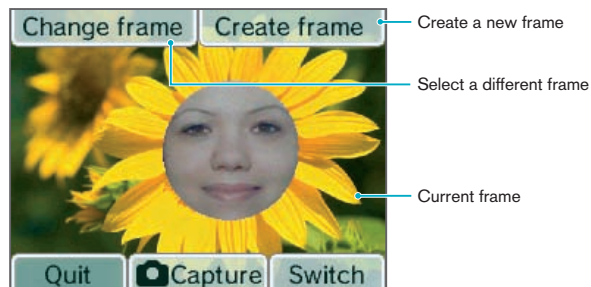 Change frame Create frame
Create a new frame
Select a different frame
Current frame
Quit Capture Switch